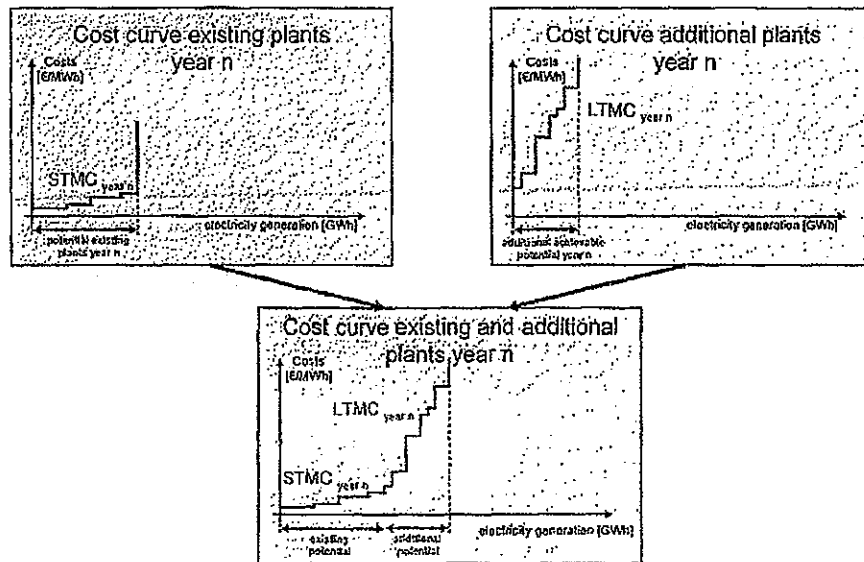 Cost curve existing plants
year n
Costs
[€/MWh]
STMC year n
electricity generation [GWh]
potential existing
plants year n
Cost curve additional plants
year n
Costs
[€/MWh]
LTMC year n
electricity generation [GWh]
additional achievable
potential year n
Cost curve existing and additional
plants year n
Costs
[€/MWh]
LTMC year n
STMC year n
electricity generation [GWh]
existing
potential
additional
potential